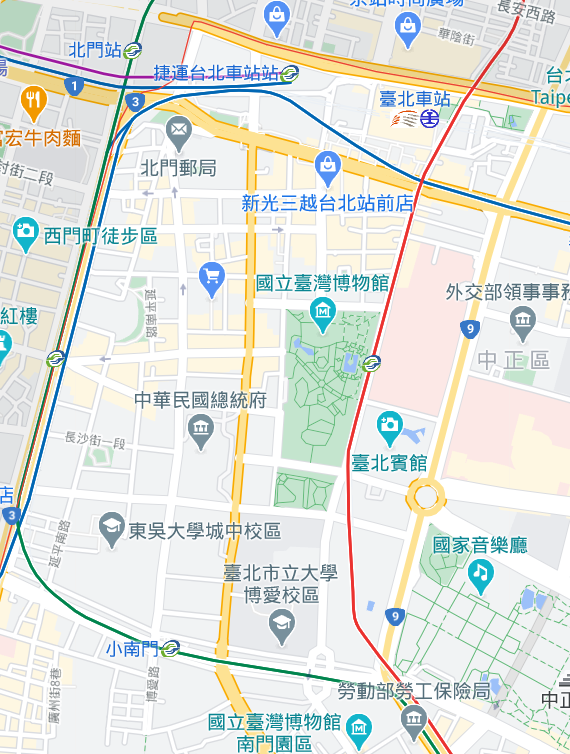 京站時尚廣場
長安西路
華陰街
北門站
捷運台北車站站
場
台北
Taipe
1
3
臺北車站
富宏牛肉麵
北門郵局
封街二段
新光三越台北站前店
西門町徒步區
國立臺灣博物館
外交部領事事務
紅樓
延平南路
9
中正區
中華民國總統府
長沙街一段
臺北賓館
店
3
東吳大學城中校區
延平南路
國家音樂廳
臺北市立大學
博愛校區
9
小南門
博愛路
廣州街8巷
勞動部勞工保險局
中正
國立臺灣博物館
南門園區